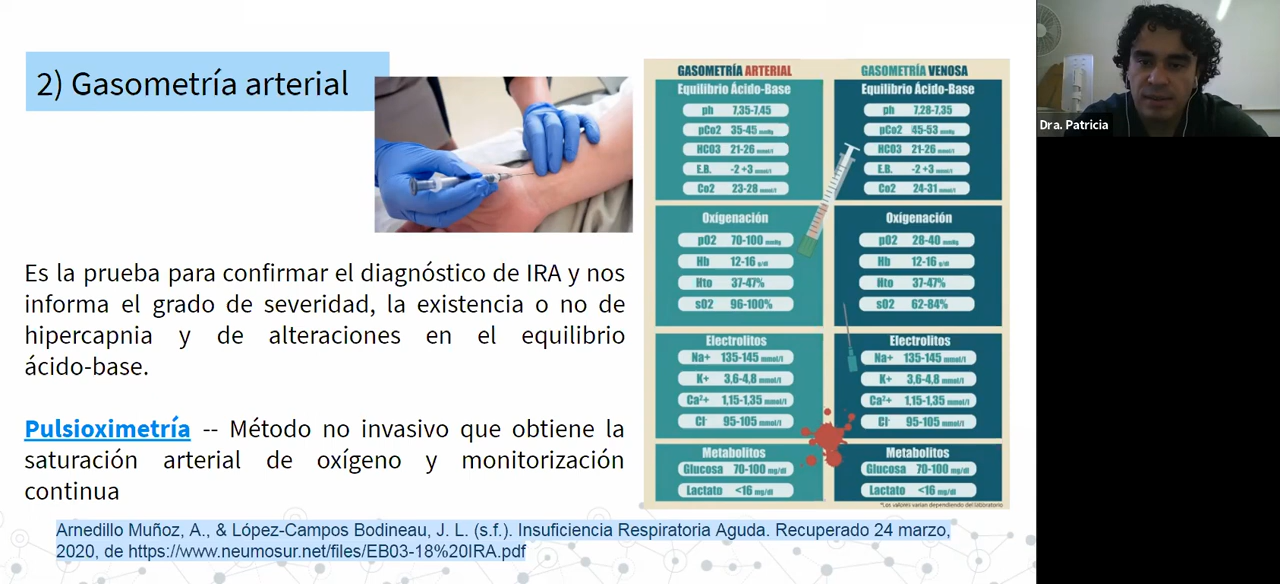 2) Gasometría arterial
Es la prueba para confirmar el diagnóstico de IRA y nos
informa el grado de severidad, la existencia o no de
hipercapnia y de alteraciones en el equilibrio
ácido-base.
Pulsioximetría -- Método no invasivo que obtiene la
saturación arterial de oxígeno y monitorización
continua
GASOMETRÍA ARTERIAL
Equilibrio Ácido-Base
ph 7,35-7,45
pCo2 35-45 mmHg
HCO3 21-26 mmol/l
E.B. -2 +3 mmol/l
Co2 23-28 mmol/l
Oxígenación
pO2 70-100 mmHg
Hb 12-16 g/dl
Hto 37-47%
sO2 96-100%
Electrolitos
Na+ 135-145 mmol/l
K+ 3,6-4,8 mmol/l
Ca²+ 1,15-1,35 mmol/l
Cl⁻ 95-105 mmol/l
Metabolitos
Glucosa 70-100 mg/dl
Lactato <16 mg/dl
GASOMETRÍA VENOSA
Equilibrio Ácido-Base
ph 7,28-7,35
pCo2 45-53 mmHg
HCO3 21-26 mmol/l
E.B. -2 +3 mmol/l
Co2 24-31 mmol/l
Oxígenación
pO2 28-40 mmHg
Hb 12-16 g/dl
Hto 37-47%
sO2 62-84%
Electrolitos
Na+ 135-145 mmol/l
K+ 3,6-4,8 mmol/l
Ca²+ 1,15-1,35 mmol/l
Cl⁻ 95-105 mmol/l
Metabolitos
Glucosa 70-100 mg/dl
Lactato <16 mg/dl
*Los valores varían dependiendo del laboratorio
Arnedillo Muñoz, A., & López-Campos Bodineau, J. L. (s.f.). Insuficiencia Respiratoria Aguda. Recuperado 24 marzo,
2020, de https://www.neumosur.net/files/EB03-18%20IRA.pdf
Dra. Patricia